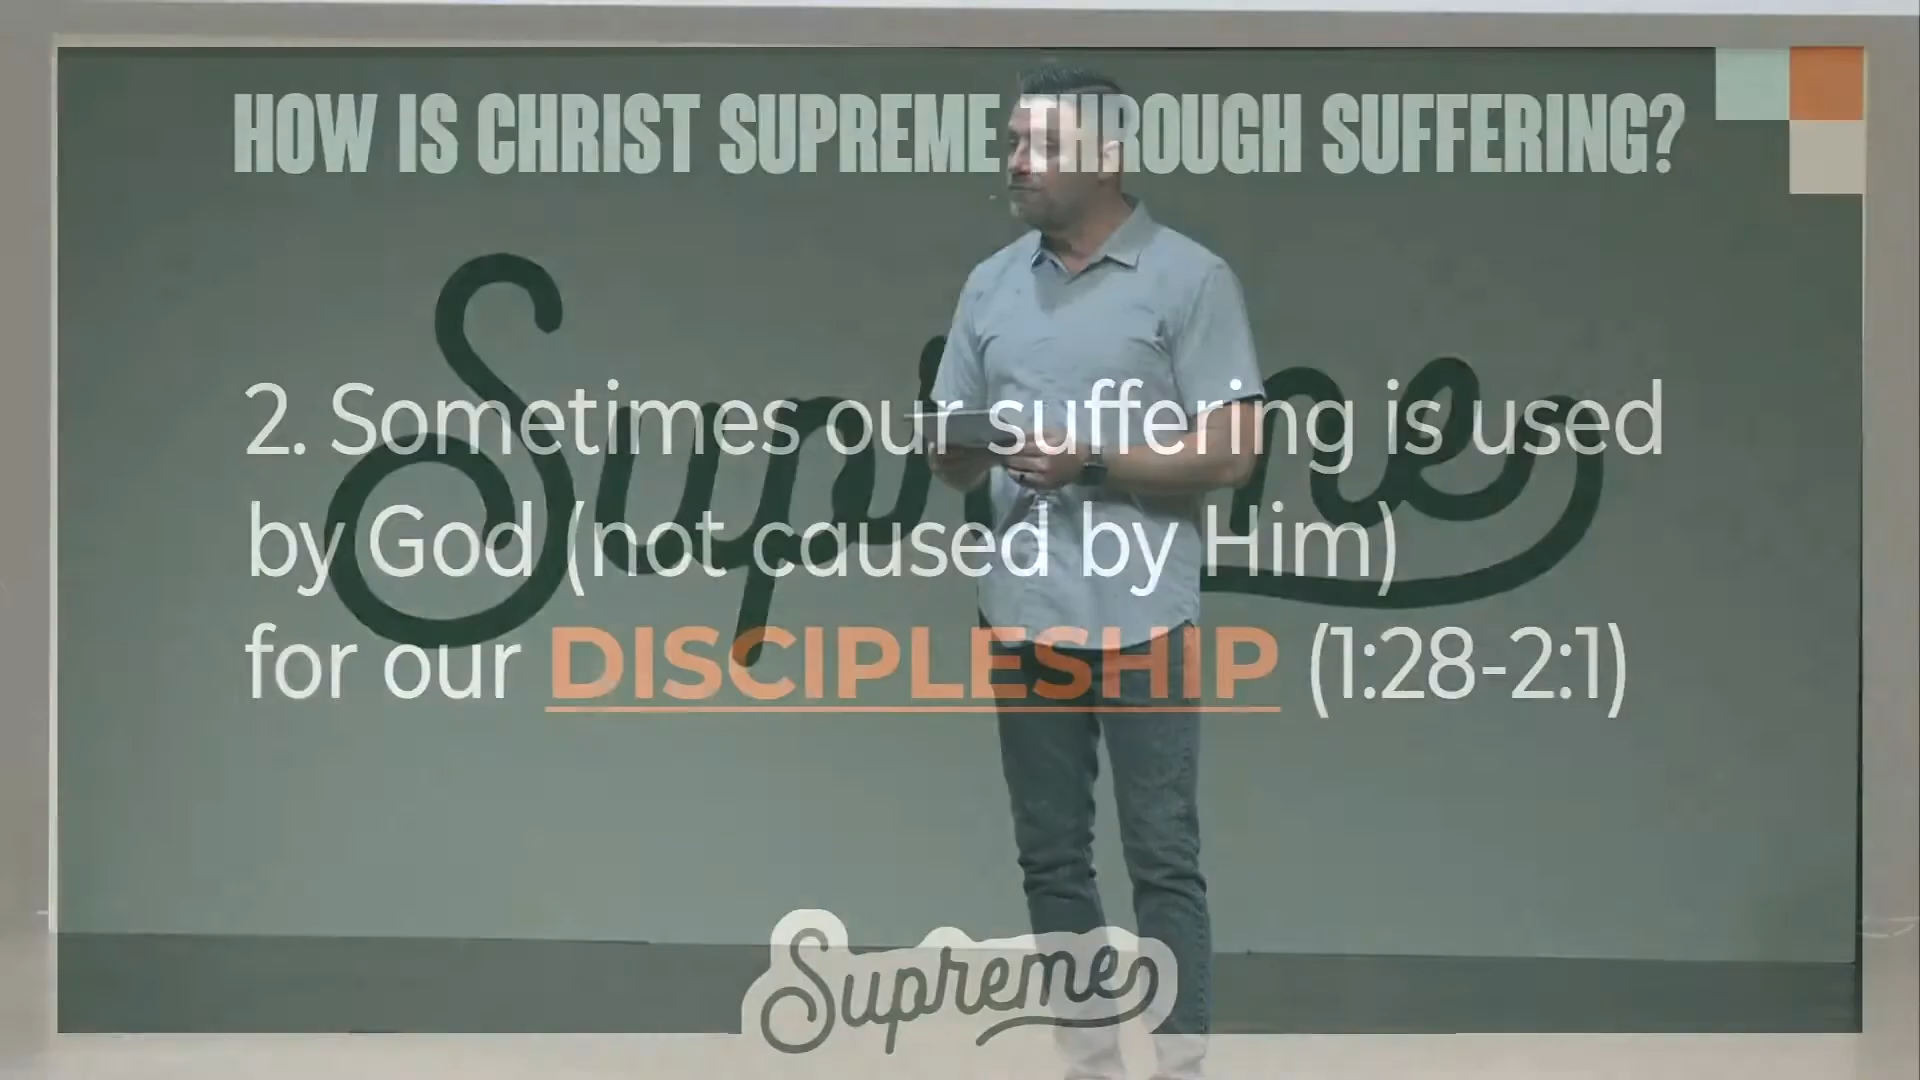 HOW IS CHRIST SUPREME THROUGH SUFFERING?
Supreme
2. Sometimes our suffering is used
by God (not caused by Him)
for our DISCIPLESHIP (1:28-2:1)
Supreme